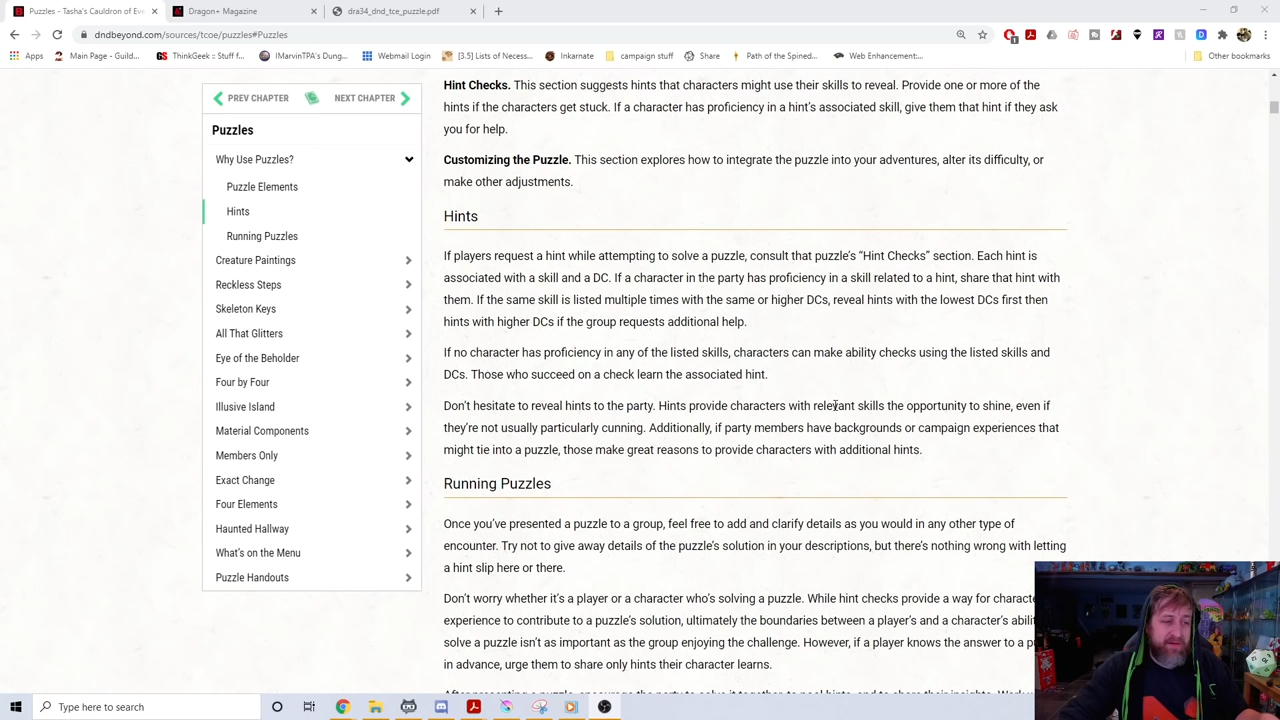 Puzzles - Tasha's Cauldron of Eve
Dragon+ Magazine
dra34_dnd_tce_puzzle.pdf
dndbeyond.com/sources/tcoe/puzzles#Puzzles
Apps
Main Page - Guild H...
ThinkGeek :: Stuff f...
IMarvinTPA's Dung...
Webmail Login
[3.5] Lists of Necess...
Inkarnate
campaign stuff
Share
Path of the Spined...
Web Enhancement:...
Other bookmarks
PREV CHAPTER
NEXT CHAPTER
Puzzles
Why Use Puzzles?
Puzzle Elements
Hints
Running Puzzles
Creature Paintings
Reckless Steps
Skeleton Keys
All That Glitters
Eye of the Beholder
Four by Four
Illusive Island
Material Components
Members Only
Exact Change
Four Elements
Haunted Hallway
What's on the Menu
Puzzle Handouts
Hint Checks. This section suggests hints that characters might use their skills to reveal. Provide one or more of the
hints if the characters get stuck. If a character has proficiency in a hint's associated skill, give them that hint if they ask
you for help.
Customizing the Puzzle. This section explores how to integrate the puzzle into your adventures, alter its difficulty, or
make other adjustments.
Hints
If players request a hint while attempting to solve a puzzle, consult that puzzle's “Hint Checks” section. Each hint is
associated with a skill and a DC. If a character in the party has proficiency in a skill related to a hint, share that hint with
them. If the same skill is listed multiple times with the same or higher DCs, reveal hints with the lowest DCs first then
hints with higher DCs if the group requests additional help.
If no character has proficiency in any of the listed skills, characters can make ability checks using the listed skills and
DCs. Those who succeed on a check learn the associated hint.
Don't hesitate to reveal hints to the party. Hints provide characters with relevant skills the opportunity to shine, even if
they're not usually particularly cunning. Additionally, if party members have backgrounds or campaign experiences that
might tie into a puzzle, those make great reasons to provide characters with additional hints.
Running Puzzles
Once you've presented a puzzle to a group, feel free to add and clarify details as you would in any other type of
encounter. Try not to give away details of the puzzle's solution in your descriptions, but there's nothing wrong with letting
a hint slip here or there.
Don't worry whether it's a player or a character who's solving a puzzle. While hint checks provide a way for characte
experience to contribute to a puzzle's solution, ultimately the boundaries between a player's and a character's abili
solve a puzzle isn't as important as the group enjoying the challenge. However, if a player knows the answer to a p
in advance, urge them to share only hints their character learns.
Type here to search